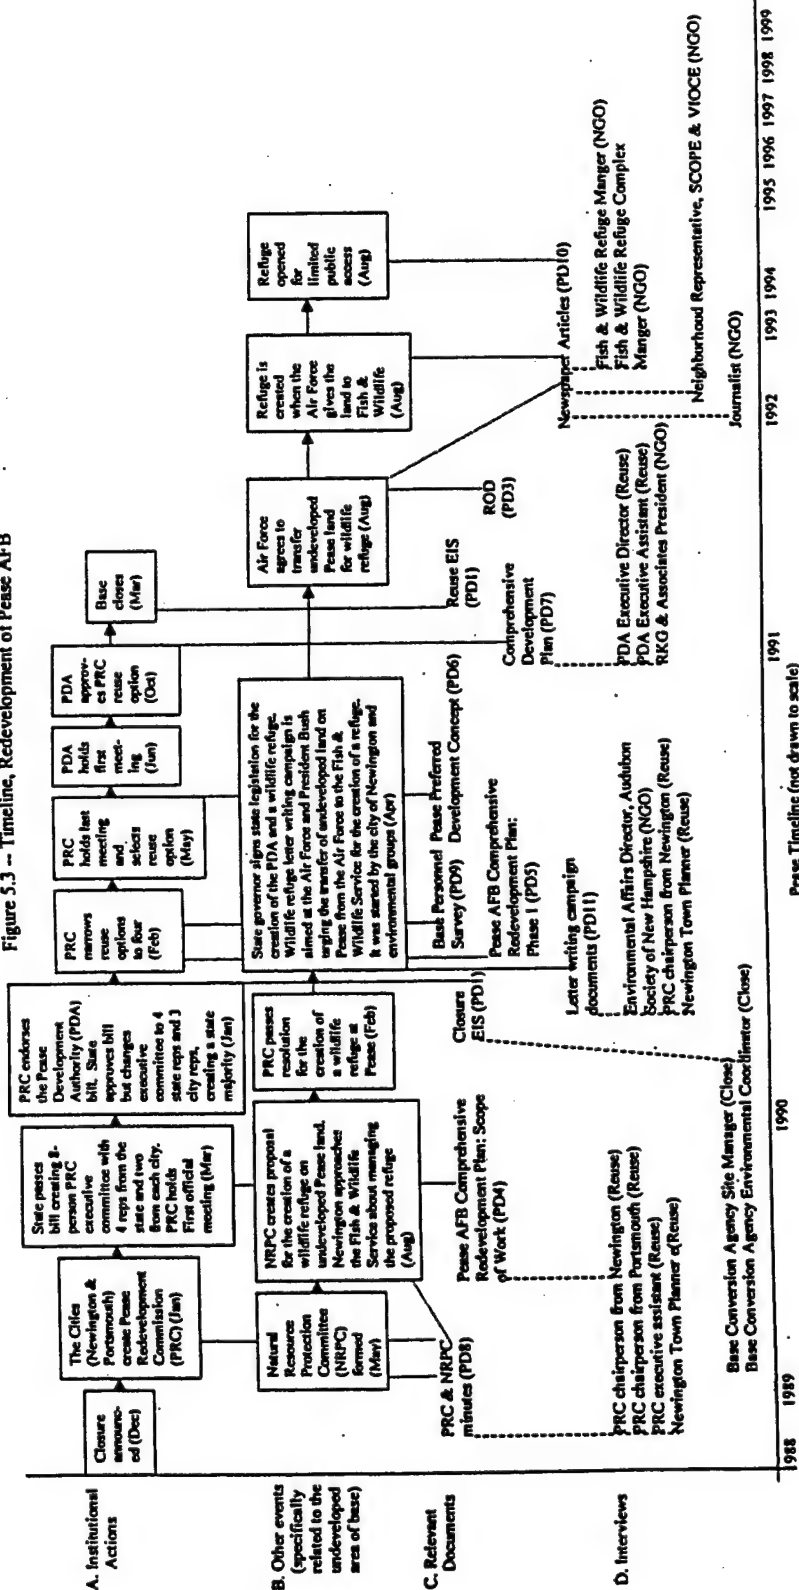 Figure 5.3 -- Timeline, Redevelopment of Pease AFB
A. Institutional
Actions
Closure
announc-
ed (Dec)
The Cities
(Newington &
Portsmouth)
create Pease
Redevelopment
Commission
(PRC) (Jan)
State passes
bill creating 8-
person PRC
executive
committee with
4 reps from the
state and two
from each city.
PRC holds
First official
meeting (Mar)
PRC endorses
the Pease
Development
Authority (PDA)
bill. State
approves bill
but changes
executive
committee to 4
state reps and 3
city reps,
creating a state
majority (Jan)
PRC
narrows
reuse
options
to four
(Feb)
PRC
holds last
meeting
and
selects
reuse
option
(May)
PDA
holds
first
meet-
ing
(Jun)
PDA
approv-
es PRC
reuse
option
(Oct)
Base
closes
(Mar)
B. Other events
(specifically
related to the
undeveloped
area of base)
Natural
Resource
Protection
Committee
(NRPC)
formed
(May)
NRPC creates proposal
for the creation of a
wildlife refuge on
undeveloped Pease land.
Newington approaches
the Fish & Wildlife
Service about managing
the proposed refuge
(Aug)
PRC passes
resolution
for the
creation of
a wildlife
refuge at
Pease (Feb)
State governor signs state legislation for the
creation of the PDA and a wildlife refuge.
Wildlife refuge letter writing campaign is
aimed at the Air Force and President Bush
urging the transfer of undeveloped land on
Pease from the Air Force to the Fish &
Wildlife Service for the creation of a refuge.
It was started by the city of Newington and
environmental groups (Apr)
Air Force
agrees to
transfer
undeveloped
Pease land
for wildlife
refuge (Aug)
Refuge is
created
when the
Air Force
gives the
land to
Fish &
Wildlife
(Aug)
Refuge
opened
for
limited
public
access
(Aug)
C. Relevant
Documents
PRC & NRPC
minutes (PD8)
Pease AFB Comprehensive
Redevelopment Plan: Scope
of Work (PD4)
Closure
EIS (PD1)
Letter writing campaign
documents (PD11)
Pease AFB Comprehensive
Redevelopment Plan:
Phase I (PD5)
Base Personnel
Survey (PD9)
Pease Preferred
Development Concept (PD6)
Comprehensive
Development
Plan (PD7)
Reuse EIS
(PD1)
ROD
(PD3)
Newspaper Articles (PD10)
D. Interviews
PRC chairperson from Newington (Reuse)
PRC chairperson from Portsmouth (Reuse)
PRC executive assistant (Reuse)
Newington Town Planner e(Reuse)
Base Conversion Agency Site Manager (Close)
Base Conversion Agency Environmental Coordimator (Close)
Environmental Affairs Director, Audubon
Society of New Hampshire (NGO)
PRC chairperson from Newington (Reuse)
Newington Town Planner (Reuse)
PDA Executive Director (Reuse)
PDA Executive Assistant (Reuse)
RKG & Associates President (NGO)
Fish & Wildlife Refuge Manger (NGO)
Fish & Wildlife Refuge Complex
Manger (NGO)
Neighborhoud Representative, SCOPE & VIOCE (NGO)
Journalist (NGO)
1988 1989 1990 1991 1992 1993 1994 1995 1996 1997 1998 1999
Pease Timeline (not drawn to scale)